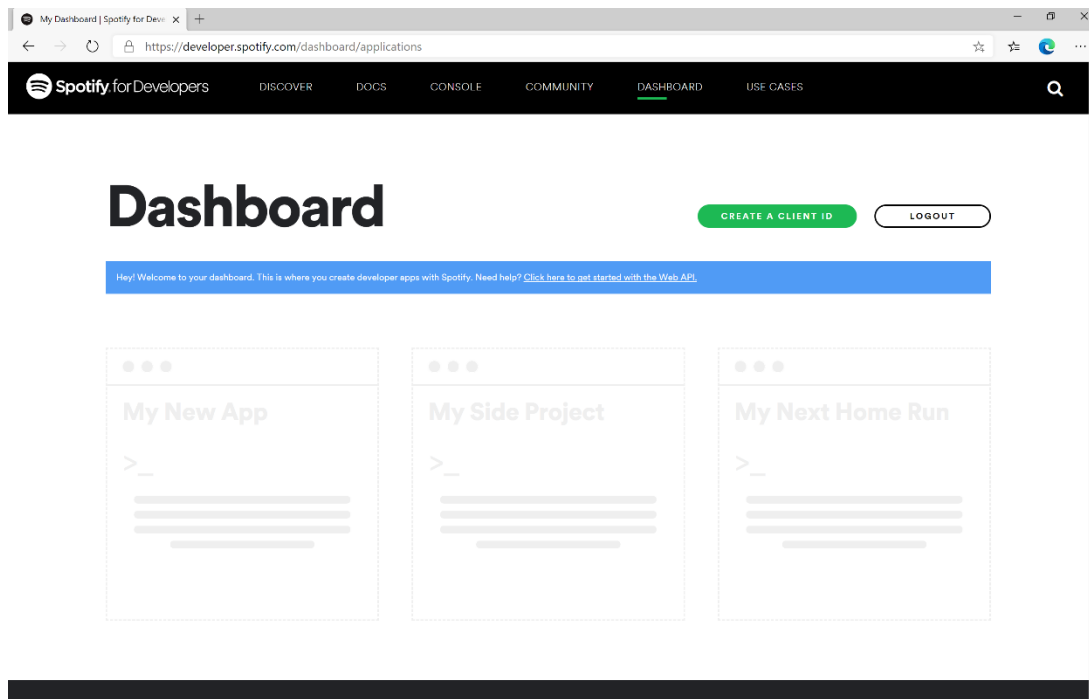 My Dashboard | Spotify for Deve
https://developer.spotify.com/dashboard/applications
Spotify for Developers DISCOVER DOCS CONSOLE COMMUNITY DASHBOARD USE CASES
Dashboard
CREATE A CLIENT ID LOGOUT
Hey! Welcome to your dashboard. This is where you create developer apps with Spotify. Need help? Click here to get started with the Web API.
My New App My Side Project My Next Home Run
>_ >_ >_